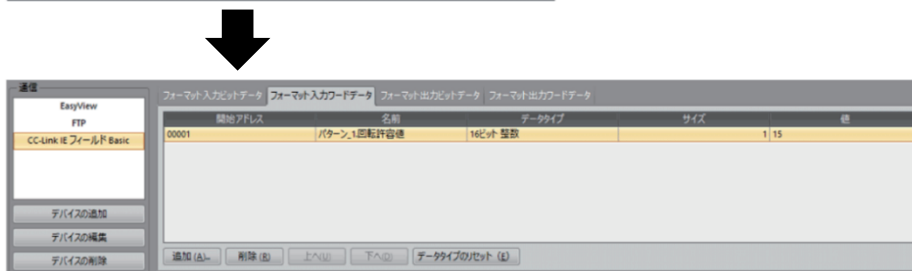 通信
EasyView
FTP
CC-Link IE フィールド Basic
デバイスの追加
デバイスの編集
デバイスの削除
フォーマット入力ビットデータ フォーマット入力ワードデータ フォーマット出力ビットデータ フォーマット出力ワードデータ
開始アドレス 名前 データタイプ サイズ 値
00001 パターン_1.回転許容値 16ビット 整数 1 15
追加(A)... 削除(R) 上へ(U) 下へ(D) データタイプのリセット (E)